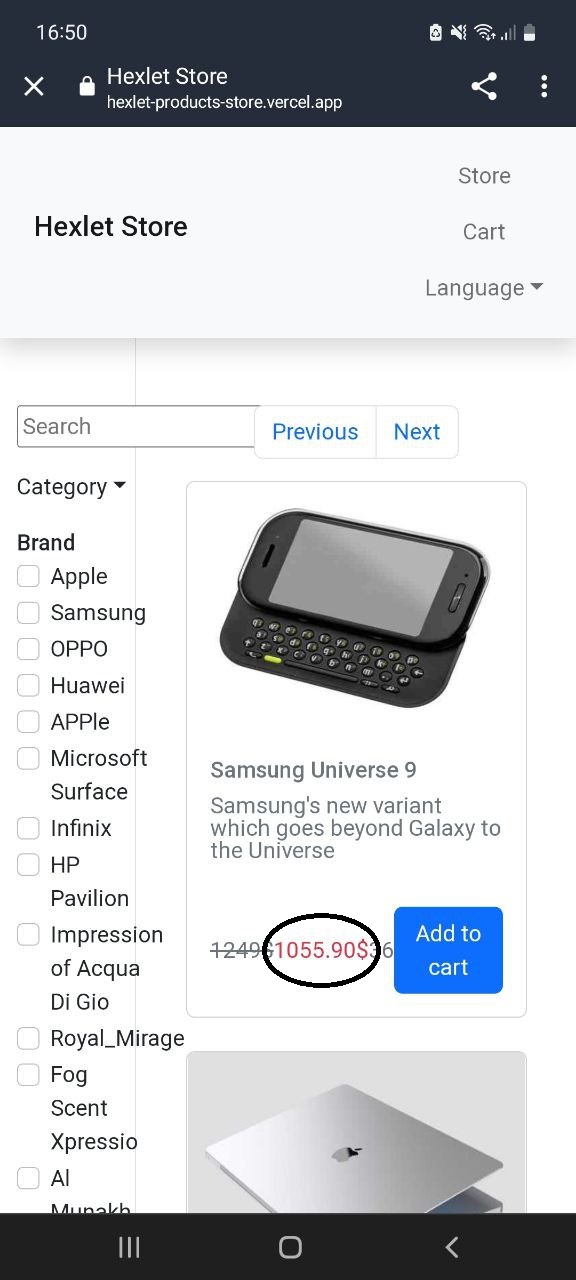 16:50
Hexlet Store
hexlet-products-store.vercel.app
Store
Hexlet Store
Cart
Language
Search
Previous
Next
Category
Brand
Apple
Samsung
OPPO
Huawei
APPle
Microsoft
Surface
Infinix
HP
Pavilion
Impression
of Acqua
Di Gio
Royal_Mirage
Fog
Scent
Xpressio
Al
Munakh
Samsung Universe 9
Samsung's new variant
which goes beyond Galaxy to
the Universe
1249$1055.90$36
Add to
cart